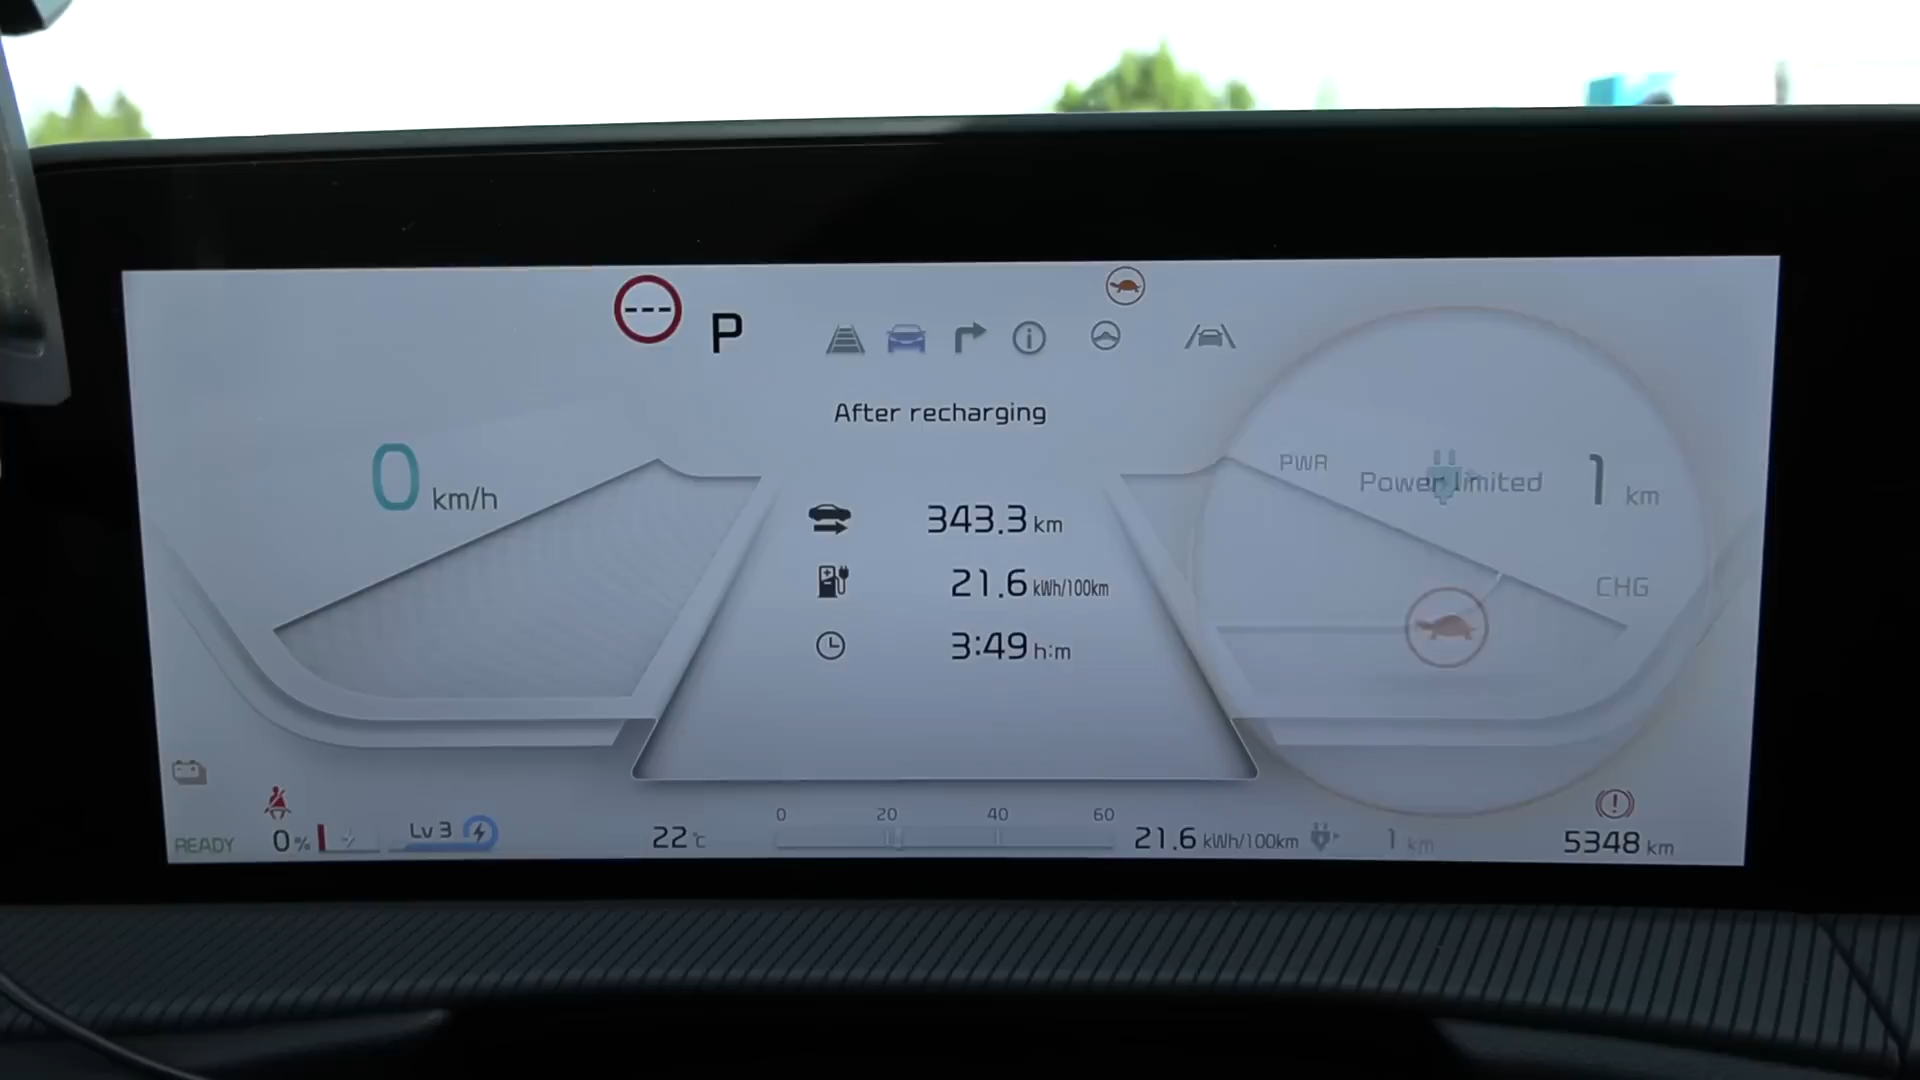 ---
P
After recharging
0 km/h
343.3 km
21.6 kWh/100km
3:49 h:m
PWR
Power limited
1 km
CHG
READY
0%
Lv 3
22°C
0 20 40 60
21.6 kWh/100km
1 km
5348 km